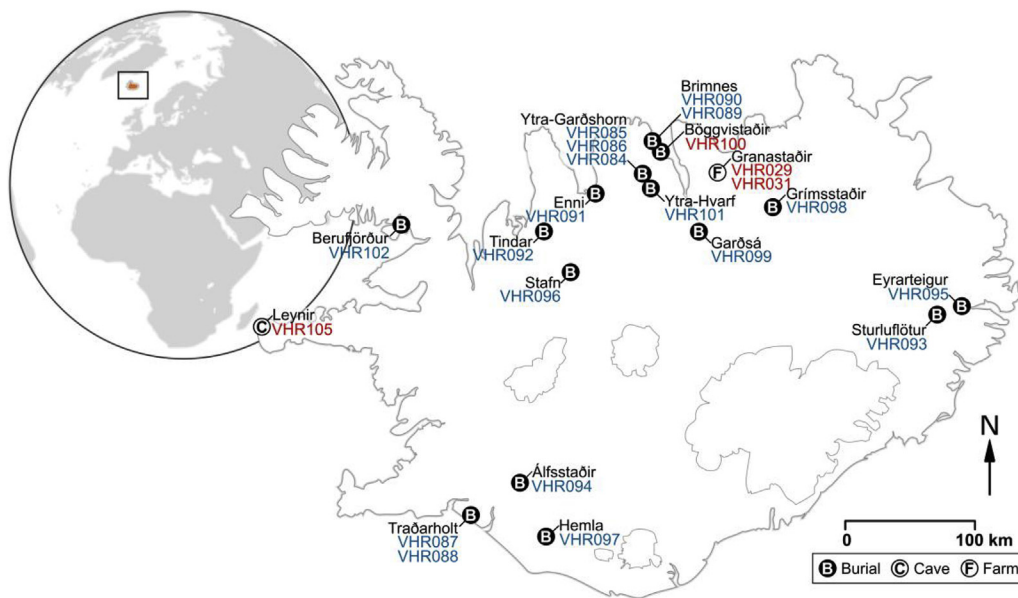 Brimnes
VHR090
VHR089
Ytra-Garðshorn
VHR085
VHR086
VHR084
B
B
Böggvistaðir
VHR100
B
F
Granastaðir
VHR029
VHR031
B
Ytra-Hvarf
VHR101
Enni
VHR091
B
B
Grímsstaðir
VHR098
Berufjörður
VHR102
B
Tindar
VHR092
B
B
Garðsá
VHR099
Stafn
VHR096
B
Eyrarteigur
VHR095
B
Sturluflötur
VHR093
B
C
Leynir
VHR105
N
B
Álfsstaðir
VHR094
Traðarholt
VHR087
VHR088
B
B
Hemla
VHR097
0 100 km
B Burial C Cave F Farm